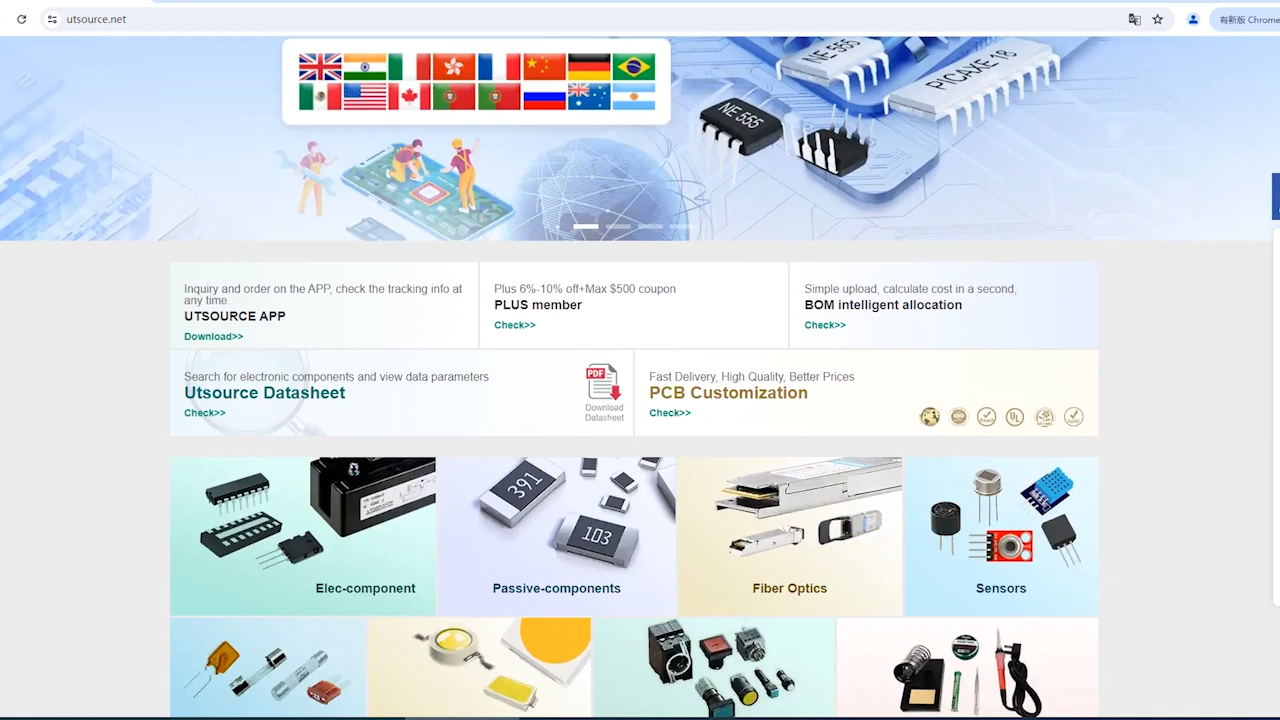 utsource.net
有新版 Chrome
NE 555
PICAXE-18
NE 555
Inquiry and order on the APP, check the tracking info at
any time.
UTSOURCE APP
Download>>
Plus 6%-10% off+Max $500 coupon
PLUS member
Check>>
Simple upload, calculate cost in a second,
BOM intelligent allocation
Check>>
Search for electronic components and view data parameters
Utsource Datasheet
Check>>
PDF
Download
Datasheet
Fast Delivery, High Quality, Better Prices
PCB Customization
Check>>
UL
391
103
Elec-component
Passive-components
Fiber Optics
Sensors